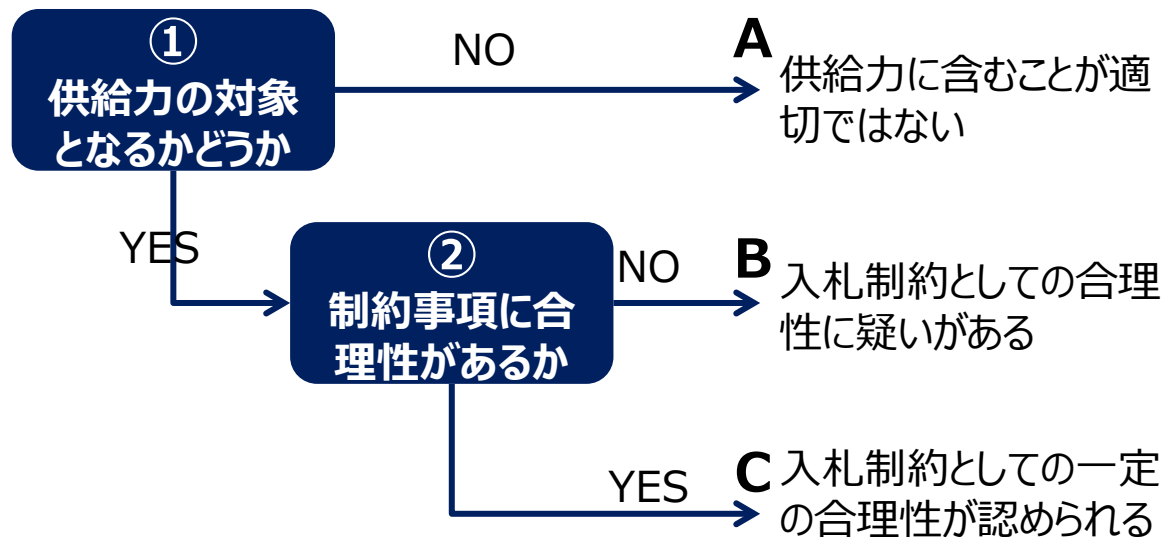 ①
供給力の対象
となるかどうか
NO
A
供給力に含むことが適
切ではない
YES
②
制約事項に合
理性があるか
NO
B
入札制約としての合理
性に疑いがある
YES
C
入札制約としての一定
の合理性が認められる